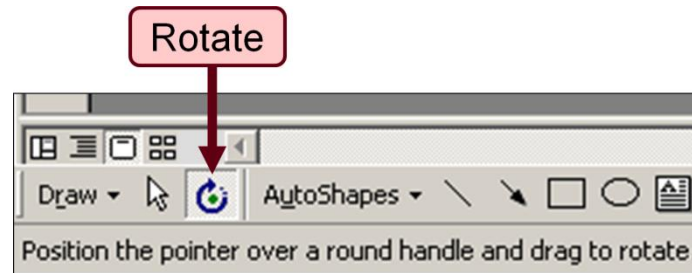 Rotate
Draw AutoShapes
Position the pointer over a round handle and drag to rotate